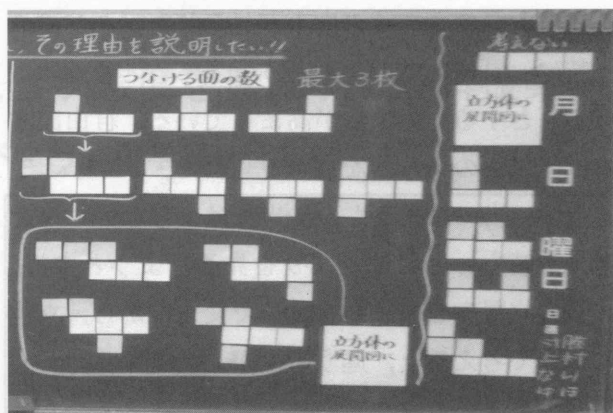 その理由を説明したい!!
つなげる面の数
最大3枚
考えない
立方体の
展開図に
月
日
曜
日
立方体の
展開図に
日直